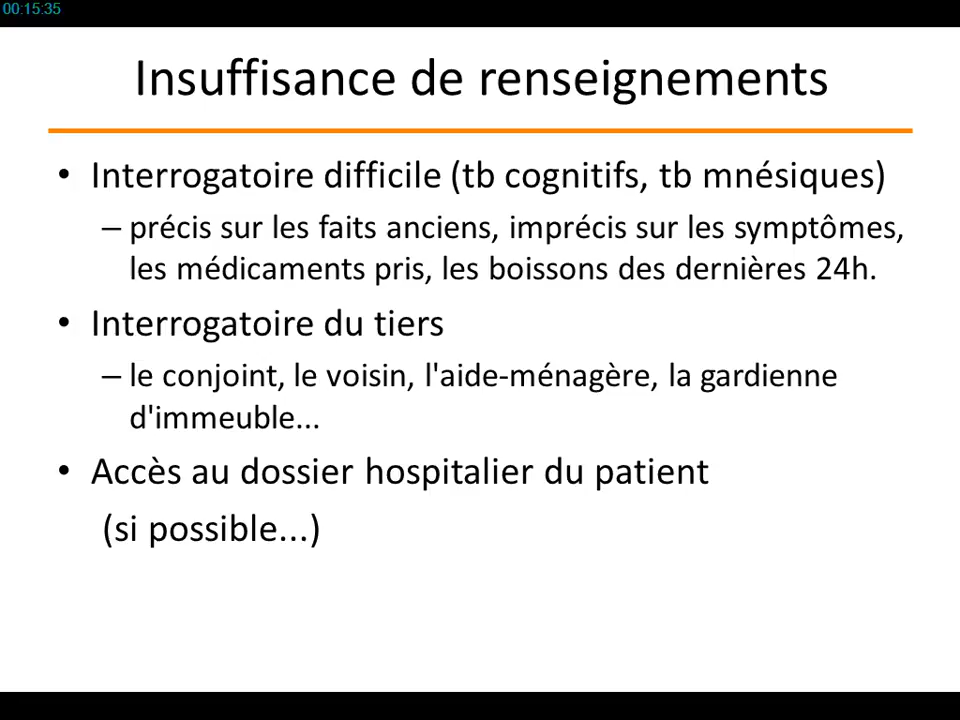 00:15:35
Insuffisance de renseignements
• Interrogatoire difficile (tb cognitifs, tb mnésiques)
– précis sur les faits anciens, imprécis sur les symptômes,
les médicaments pris, les boissons des dernières 24h.
• Interrogatoire du tiers
– le conjoint, le voisin, l'aide-ménagère, la gardienne
d'immeuble...
• Accès au dossier hospitalier du patient
(si possible...)